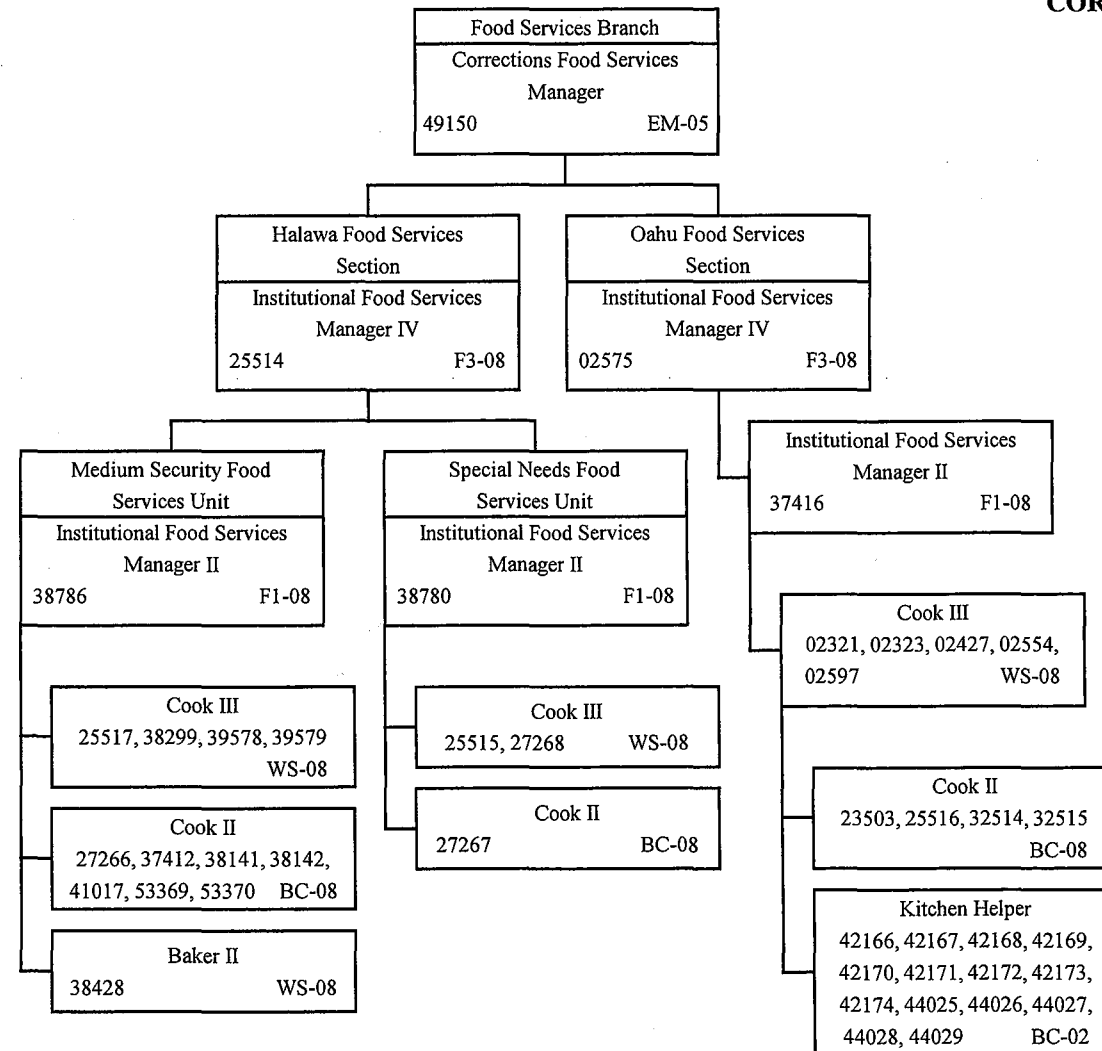 COR
Food Services Branch
Corrections Food Services
Manager
49150 EM-05
Halawa Food Services
Section
Institutional Food Services
Manager IV
25514 F3-08
Oahu Food Services
Section
Institutional Food Services
Manager IV
02575 F3-08
Medium Security Food
Services Unit
Institutional Food Services
Manager II
38786 F1-08
Special Needs Food
Services Unit
Institutional Food Services
Manager II
38780 F1-08
Institutional Food Services
Manager II
37416 F1-08
Cook III
25517, 38299, 39578, 39579
WS-08
Cook II
27266, 37412, 38141, 38142,
41017, 53369, 53370 BC-08
Baker II
38428 WS-08
Cook III
25515, 27268 WS-08
Cook II
27267 BC-08
Cook III
02321, 02323, 02427, 02554,
02597 WS-08
Cook II
23503, 25516, 32514, 32515
BC-08
Kitchen Helper
42166, 42167, 42168, 42169,
42170, 42171, 42172, 42173,
42174, 44025, 44026, 44027,
44028, 44029 BC-02